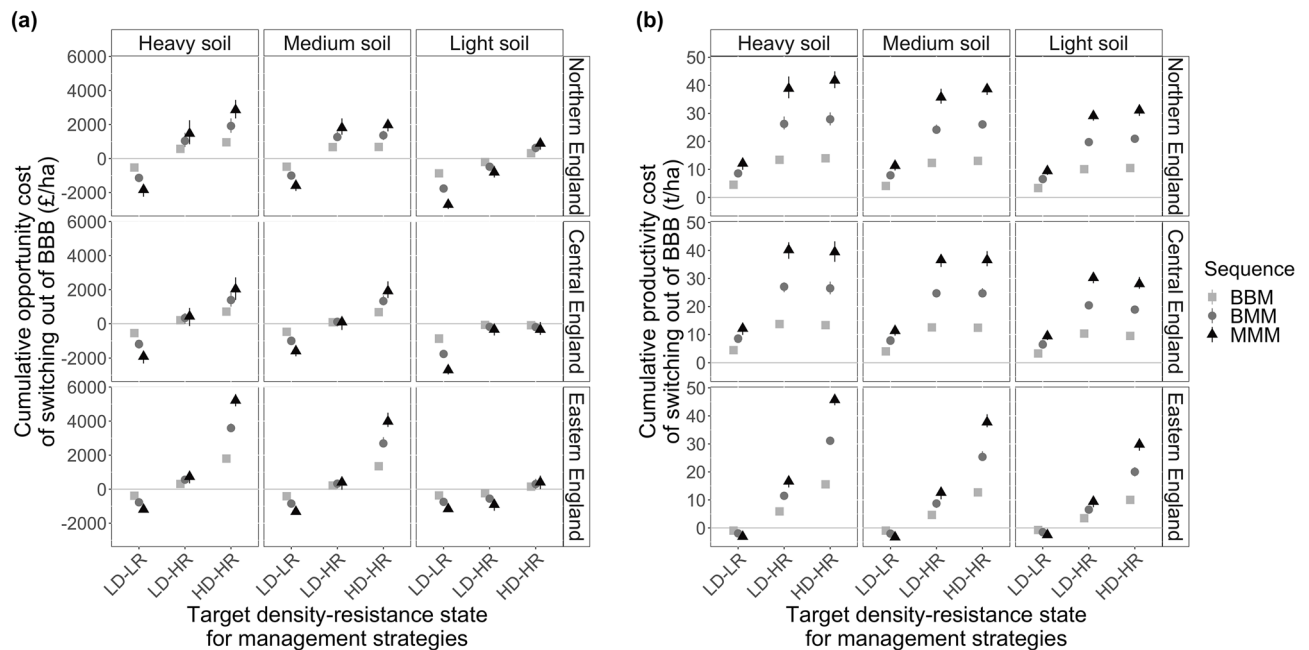 (a)
Heavy soil
Medium soil
Light soil
Cumulative opportunity cost
of switching out of BBB (£/ha)
6000
4000
2000
0
-2000
Northern England
6000
4000
2000
0
-2000
Central England
6000
4000
2000
0
-2000
Eastern England
LD-LR
LD-HR
HD-HR
LD-LR
LD-HR
HD-HR
LD-LR
LD-HR
HD-HR
Target density-resistance state
for management strategies
(b)
Heavy soil
Medium soil
Light soil
Cumulative productivity cost
of switching out of BBB (t/ha)
50
40
30
20
10
0
Northern England
50
40
30
20
10
0
Central England
50
40
30
20
10
0
Eastern England
LD-LR
LD-HR
HD-HR
LD-LR
LD-HR
HD-HR
LD-LR
LD-HR
HD-HR
Target density-resistance state
for management strategies
Sequence
BBM
BMM
MMM